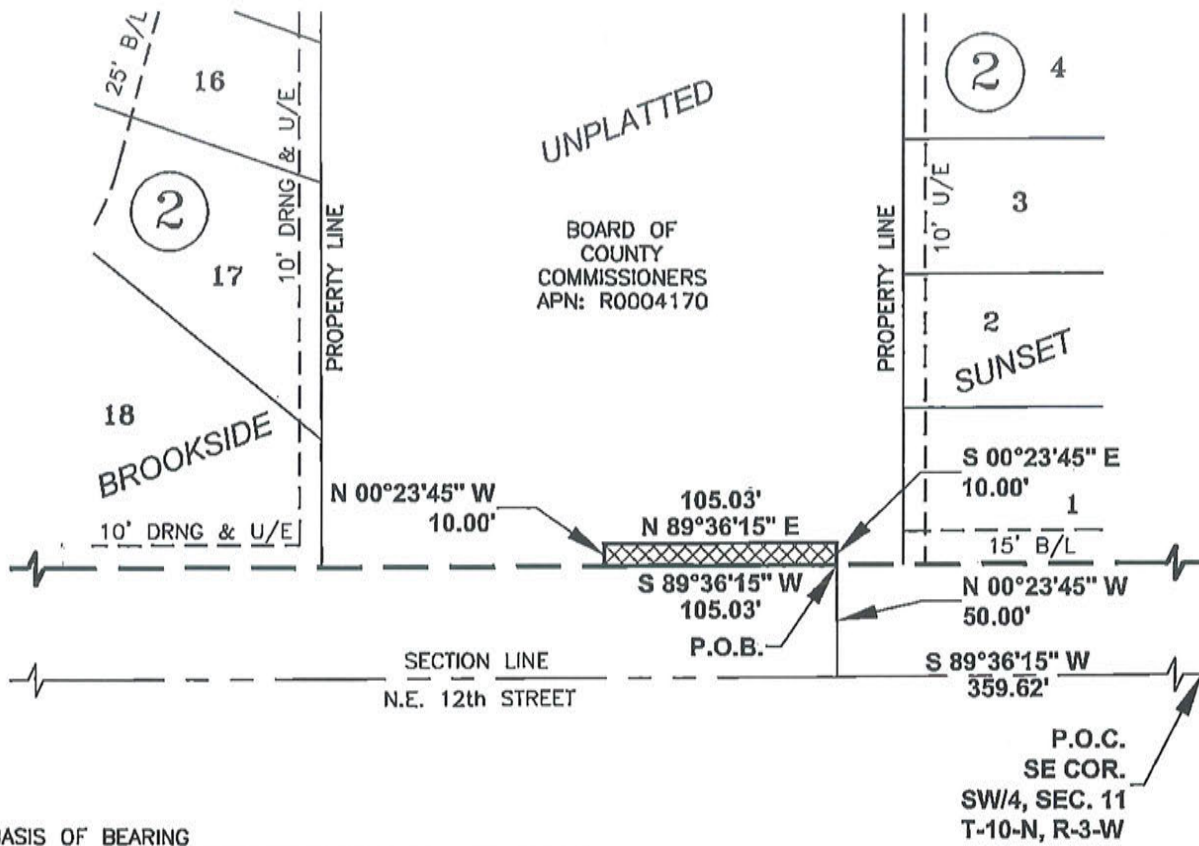 25' B/L
16
10' DRNG & U/E
2
17
18
BROOKSIDE
10' DRNG & U/E
PROPERTY LINE
UNPLATTED
BOARD OF
COUNTY
COMMISSIONERS
APN: R0004170
PROPERTY LINE
2
4
10' U/E
3
2
SUNSET
1
15' B/L
N 00°23'45" W
10.00'
105.03'
N 89°36'15" E
S 00°23'45" E
10.00'
S 89°36'15" W
105.03'
P.O.B.
N 00°23'45" W
50.00'
SECTION LINE
N.E. 12th STREET
S 89°36'15" W
359.62'
P.O.C.
SE COR.
SW/4, SEC. 11
T-10-N, R-3-W
BASIS OF BEARING